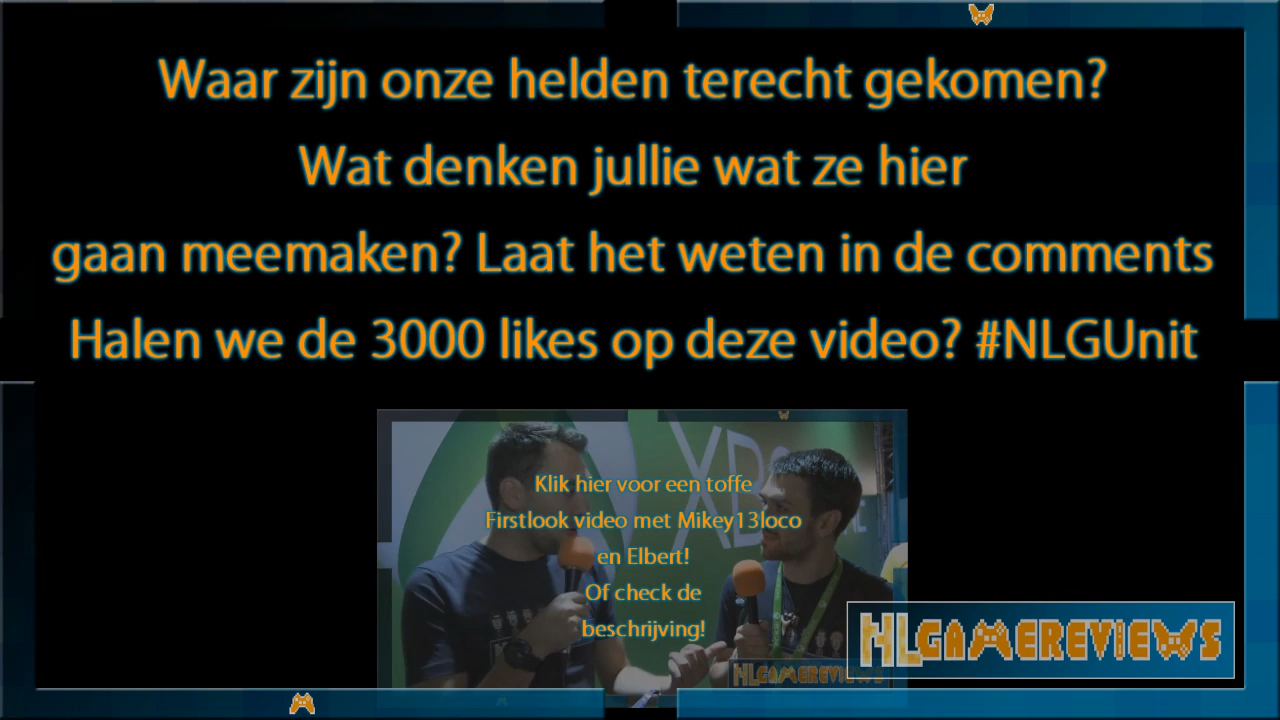 Waar zijn onze helden terecht gekomen?
Wat denken jullie wat ze hier
gaan meemaken? Laat het weten in de comments
Halen we de 3000 likes op deze video? #NLGUnit
Klik hier voor een toffe
Firstlook video met Mikey13loco
en Elbert!
Of check de
beschrijving!
NLGAMEREVIEWS
NLGAMEREVIEWS